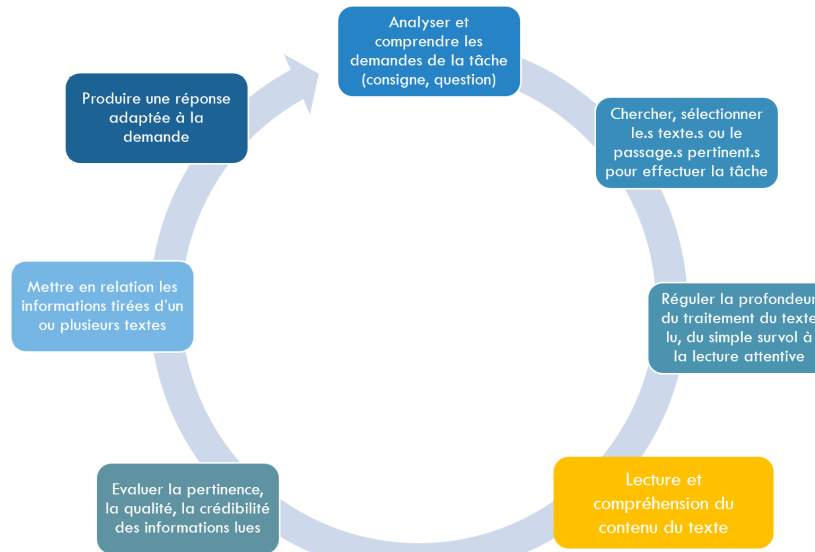 Analyser et
comprendre les
demandes de la tâche
(consigne, question)
Chercher, sélectionner
le.s texte.s ou le
passage.s pertinent.s
pour effectuer la tâche
Réguler la profondeur
du traitement du texte
lu, du simple survol à
la lecture attentive
Lecture et
compréhension du
contenu du texte
Evaluer la pertinence,
la qualité, la crédibilité
des informations lues
Mettre en relation les
informations tirées d'un
ou plusieurs textes
Produire une réponse
adaptée à la
demande